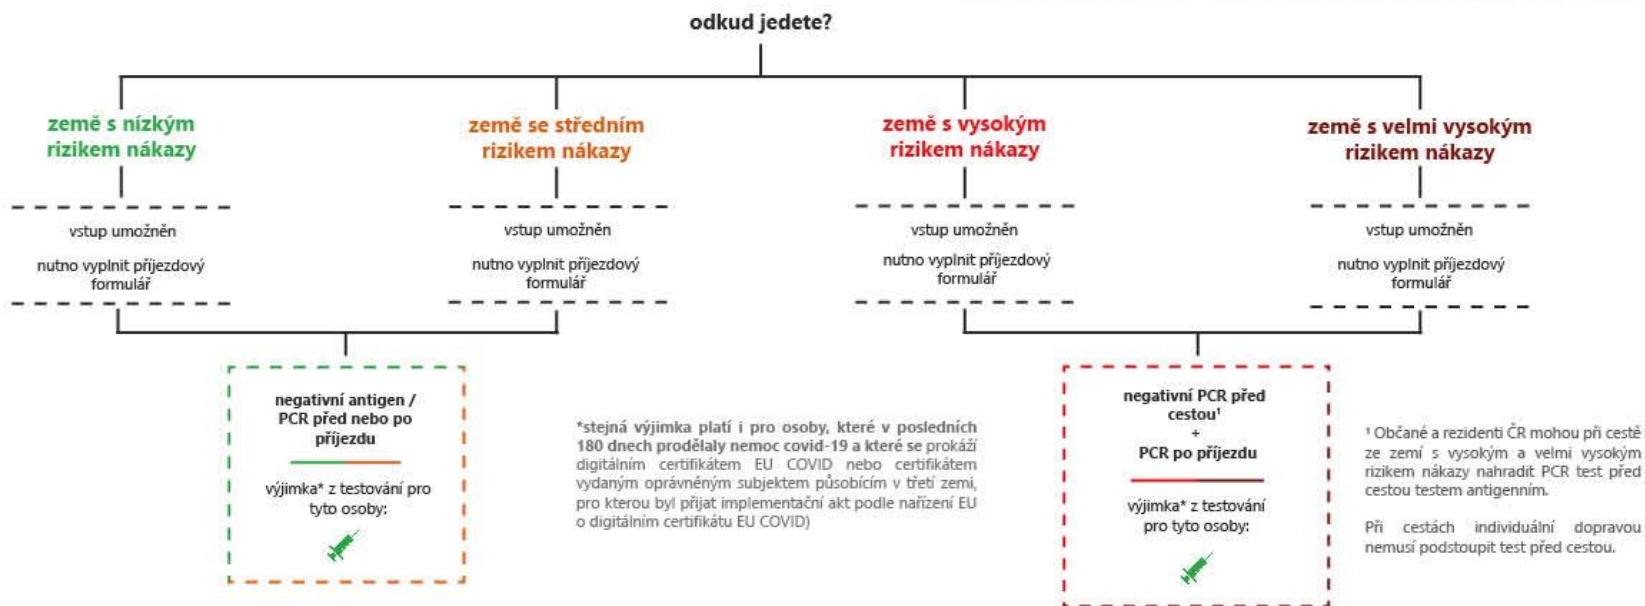 odkud jedete?
země s nízkým
rizikem nákazy
vstup umožněn
nutno vyplnit příjezdový
formulář
země se středním
rizikem nákazy
vstup umožněn
nutno vyplnit příjezdový
formulář
země s vysokým
rizikem nákazy
vstup umožněn
nutno vyplnit příjezdový
formulář
země s velmi vysokým
rizikem nákazy
vstup umožněn
nutno vyplnit příjezdový
formulář
negativní antigen /
PCR před nebo po
příjezdu
výjimka* z testování pro
tyto osoby:
*stejná výjimka platí i pro osoby, které v posledních
180 dnech prodělaly nemoc covid-19 a které se prokáží
digitálním certifikátem EU COVID nebo certifikátem
vydaným oprávněným subjektem působícím v třetí zemi,
pro kterou byl přijat implementační akt podle nařízení EU
o digitálním certifikátu EU COVID)
negativní PCR před
cestou¹
+
PCR po příjezdu
výjimka* z testování
pro tyto osoby:
¹ Občané a rezidenti ČR mohou při cestě
ze zemí s vysokým a velmi vysokým
rizikem nákazy nahradit PCR test před
cestou testem antigenním.
Při cestách individuální dopravou
nemusí podstoupit test před cestou.